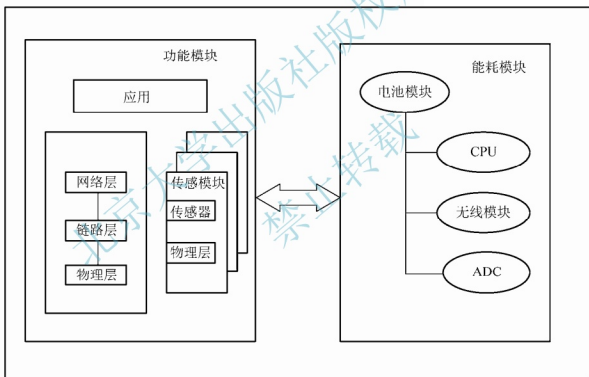 功能模块
应用
网络层
链路层
物理层
传感模块
传感器
物理层
能耗模块
电池模块
CPU
无线模块
ADC
北京大学出版社版权所
禁止转载